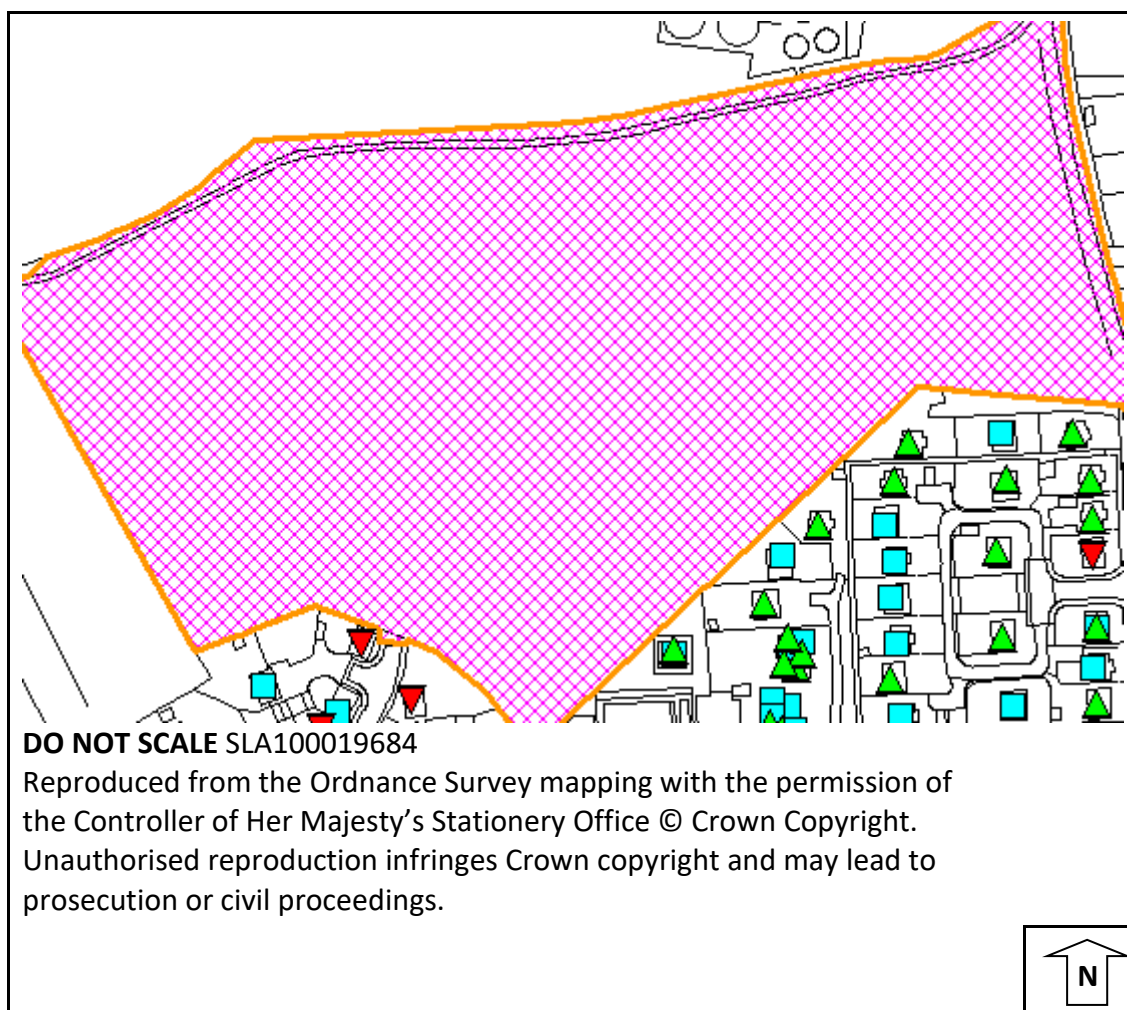 DO NOT SCALE SLA100019684
Reproduced from the Ordnance Survey mapping with the permission of
the Controller of Her Majesty’s Stationery Office © Crown Copyright.
Unauthorised reproduction infringes Crown copyright and may lead to
prosecution or civil proceedings.
N